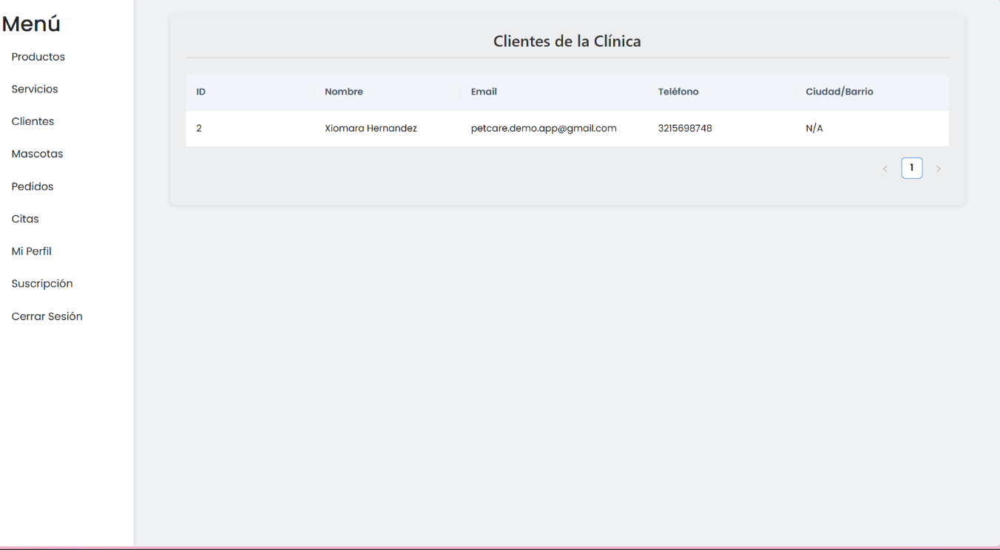 Menú
Productos
Servicios
Clientes
Mascotas
Pedidos
Citas
Mi Perfil
Suscripción
Cerrar Sesión
Clientes de la Clínica
ID Nombre Email Teléfono Ciudad/Barrio
2 Xiomara Hernandez petcare.demo.app@gmail.com 3215698748 N/A
< 1 >